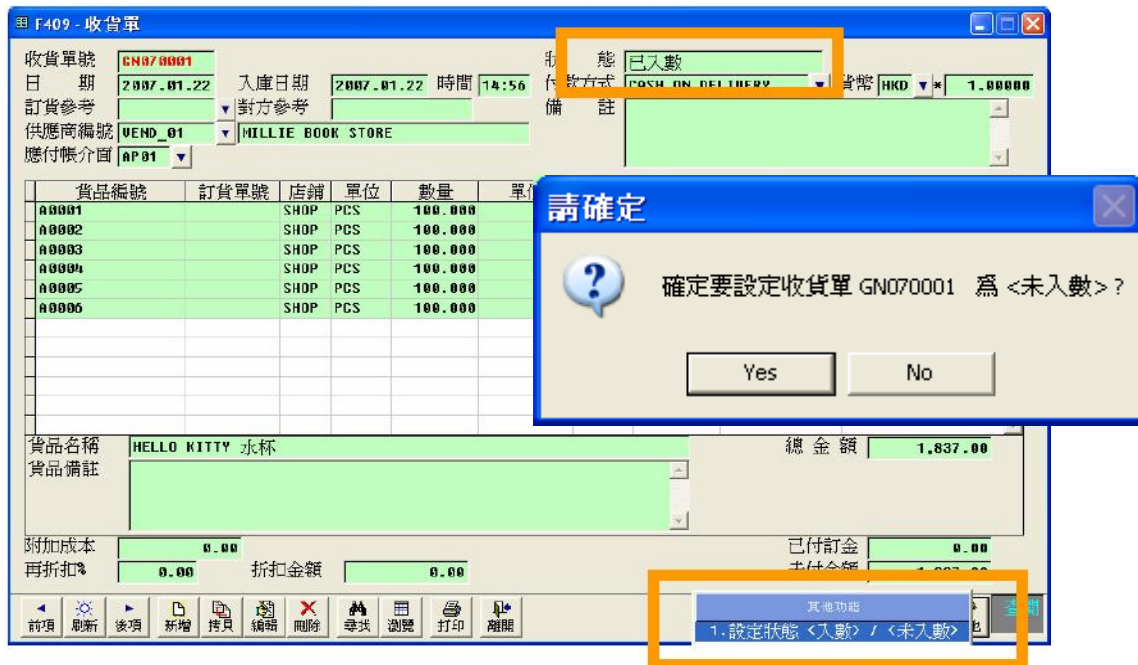 F409 - 收貨單
收貨單號 GN070001 狀 態 已入數
日 期 2007.01.22 入庫日期 2007.01.22 時間 14:56 付款方式 CASH ON DELIVERY 貨幣 HKD * 1.00000
訂貨參考 對方參考 備 註
供應商編號 VEND_01 MILLIE BOOK STORE
應付帳介面 AP01
貨品編號 訂貨單號 店舖 單位 數量
A0001 SHOP PCS 100.000
A0002 SHOP PCS 100.000
A0003 SHOP PCS 100.000
A0004 SHOP PCS 100.000
A0005 SHOP PCS 100.000
A0006 SHOP PCS 100.000
請確定
確定要設定收貨單 GN070001 爲 <未入數> ?
Yes No
貨品名稱 HELLO KITTY 水杯 總 金 額 1,837.00
貨品備註
附加成本 0.00 已付訂金 0.00
再折扣% 0.00 折扣金額 0.00 未付金額 1,837.00
前項 刷新 後項 新增 拷貝 編輯 刪除 尋找 瀏覽 打印 離開 查詢
其他功能
1.設定狀態 <入數> / <未入數>